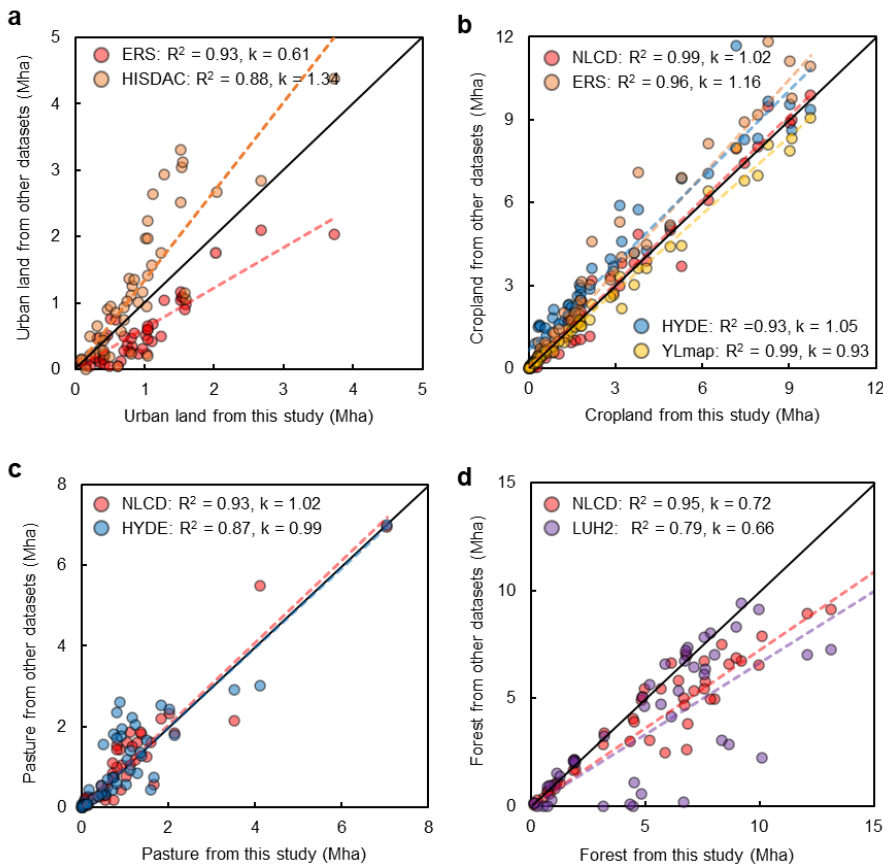 a
ERS: R² = 0.93, k = 0.61
HISDAC: R² = 0.88, k = 1.34
Urban land from other datasets (Mha)
5
4
3
2
1
0
0 1 2 3 4 5
Urban land from this study (Mha)
b
NLCD: R² = 0.99, k = 1.02
ERS: R² = 0.96, k = 1.16
HYDE: R² =0.93, k = 1.05
YLmap: R² = 0.99, k = 0.93
Cropland from other datasets (Mha)
12
9
6
3
0
0 3 6 9 12
Cropland from this study (Mha)
c
NLCD: R² = 0.93, k = 1.02
HYDE: R² = 0.87, k = 0.99
Pasture from other datasets (Mha)
8
6
4
2
0
0 2 4 6 8
Pasture from this study (Mha)
d
NLCD: R² = 0.95, k = 0.72
LUH2: R² = 0.79, k = 0.66
Forest from other datasets (Mha)
15
10
5
0
0 5 10 15
Forest from this study (Mha)